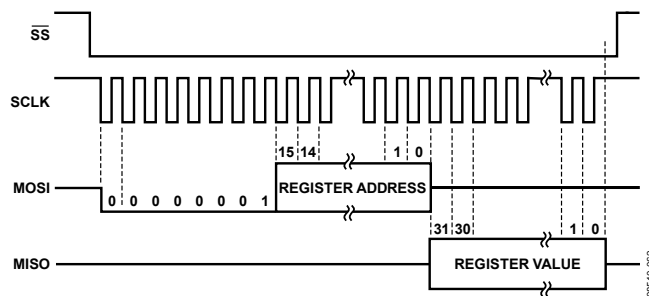 SS
SCLK
15 14 1 0
MOSI 0 0 0 0 0 0 0 1 REGISTER ADDRESS
31 30 1 0
MISO REGISTER VALUE